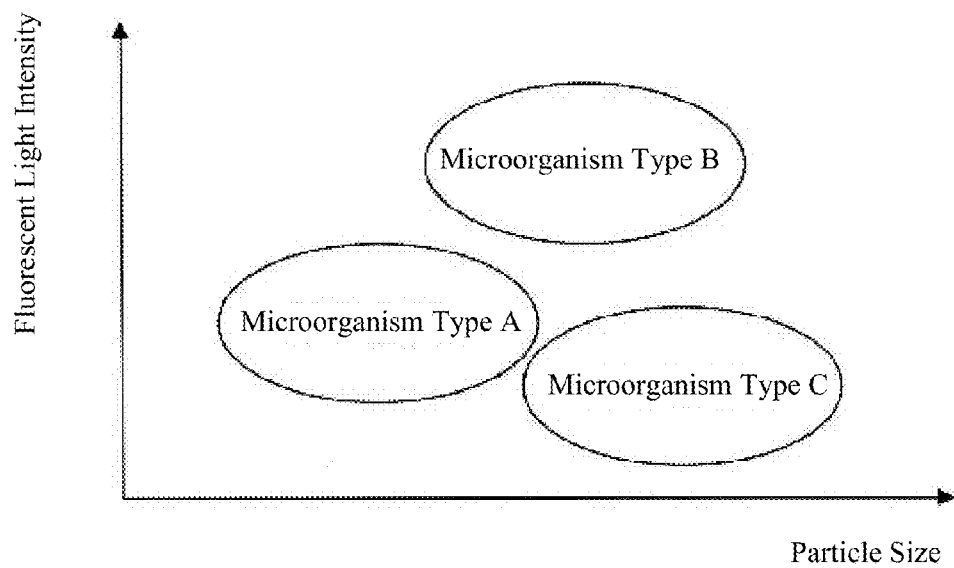 Fluorescent Light Intensity
Microorganism Type B
Microorganism Type A
Microorganism Type C
Particle Size